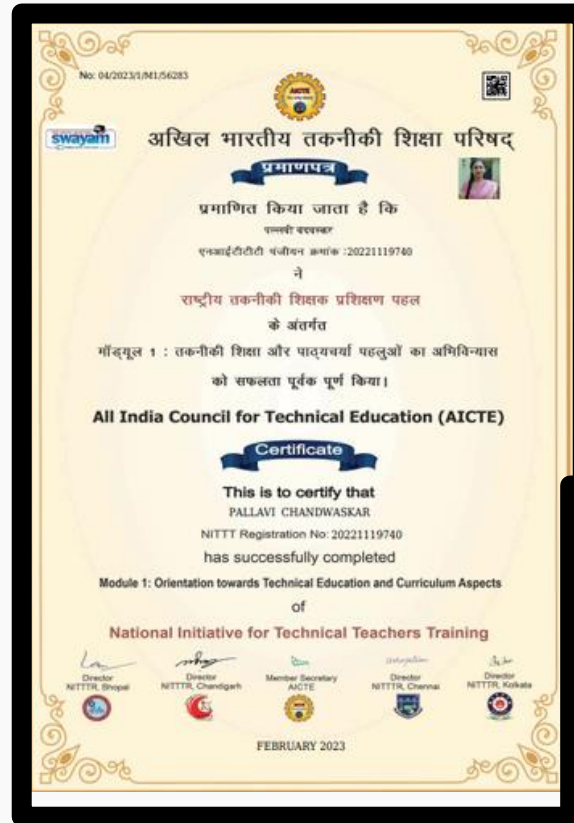 No: 04/2023/1/M1/56283
AICTE
swayam
अखिल भारतीय तकनीकी शिक्षा परिषद्
प्रमाणपत्र
प्रमाणित किया जाता है कि
एनआईटीटीटी पंजीयन क्रमांक :20221119740
ने
राष्ट्रीय तकनीकी शिक्षक प्रशिक्षण पहल
के अंतर्गत
मॉड्यूल 1 : तकनीकी शिक्षा और पाठ्यचर्या पहलुओं का अभिविन्यास
को सफलता पूर्वक पूर्ण किया।
All India Council for Technical Education (AICTE)
Certificate
This is to certify that
PALLAVI CHANDWASKAR
NITTT Registration No: 20221119740
has successfully completed
Module 1: Orientation towards Technical Education and Curriculum Aspects
of
National Initiative for Technical Teachers Training
Director
NITTTR, Bhopal
Director
NITTTR, Chandigarh
Member Secretary
AICTE
Director
NITTTR, Chennai
Director
NITTTR, Kolkata
FEBRUARY 2023